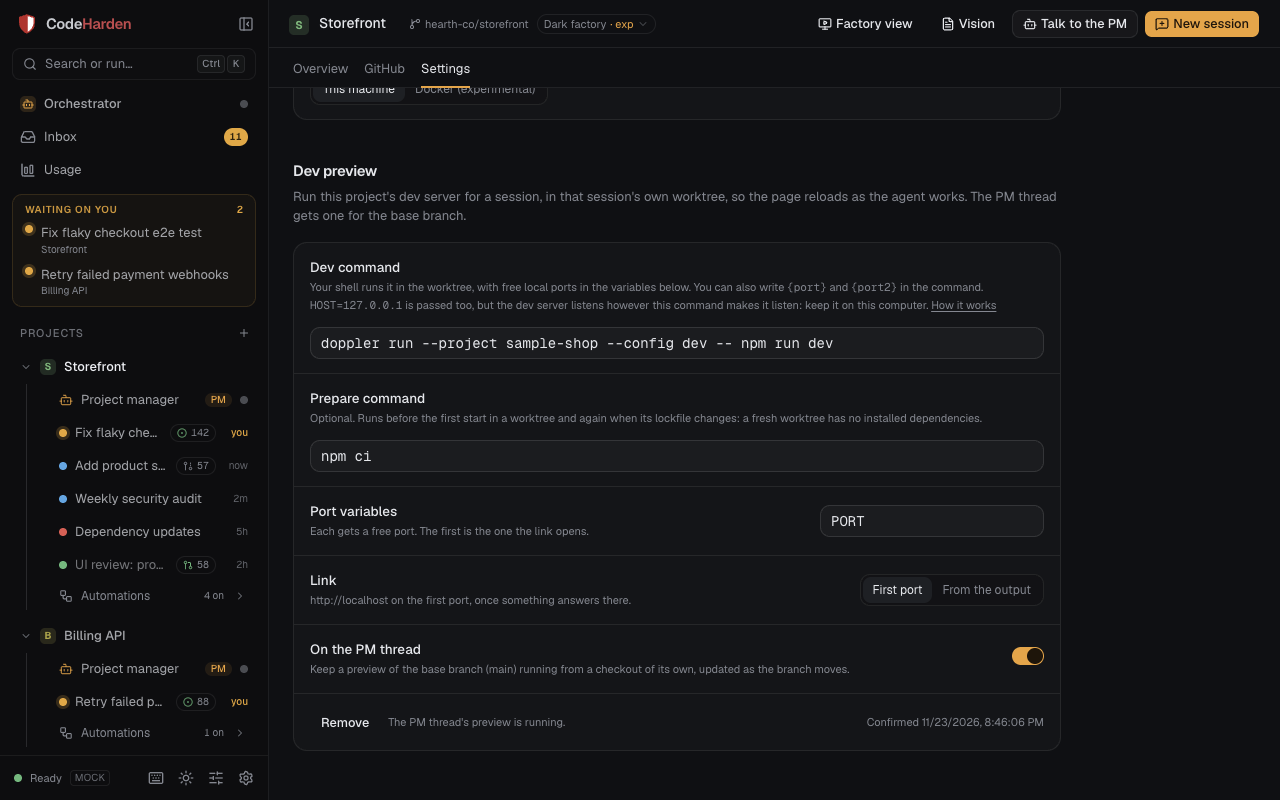 CodeHarden
Search or run...
Ctrl K
Orchestrator
Inbox 11
Usage
WAITING ON YOU 2
Fix flaky checkout e2e test
Storefront
Retry failed payment webhooks
Billing API
PROJECTS
S Storefront
Project manager PM
Fix flaky che... 142 you
Add product s... 57 now
Weekly security audit 2m
Dependency updates 5h
UI review: pro... 58 2h
Automations 4 on
B Billing API
Project manager PM
Retry failed p... 88 you
Automations 1 on
Ready MOCK
S Storefront hearth-co/storefront Dark factory · exp
Factory view Vision Talk to the PM New session
Overview GitHub Settings
This machine Docker (experimental)
Dev preview
Run this project's dev server for a session, in that session's own worktree, so the page reloads as the agent works. The PM thread
gets one for the base branch.
Dev command
Your shell runs it in the worktree, with free local ports in the variables below. You can also write {port} and {port2} in the command.
HOST=127.0.0.1 is passed too, but the dev server listens however this command makes it listen: keep it on this computer. How it works
doppler run --project sample-shop --config dev -- npm run dev
Prepare command
Optional. Runs before the first start in a worktree and again when its lockfile changes: a fresh worktree has no installed dependencies.
npm ci
Port variables
Each gets a free port. The first is the one the link opens.
PORT
Link
http://localhost on the first port, once something answers there.
First port From the output
On the PM thread
Keep a preview of the base branch (main) running from a checkout of its own, updated as the branch moves.
Remove The PM thread's preview is running. Confirmed 11/23/2026, 8:46:06 PM